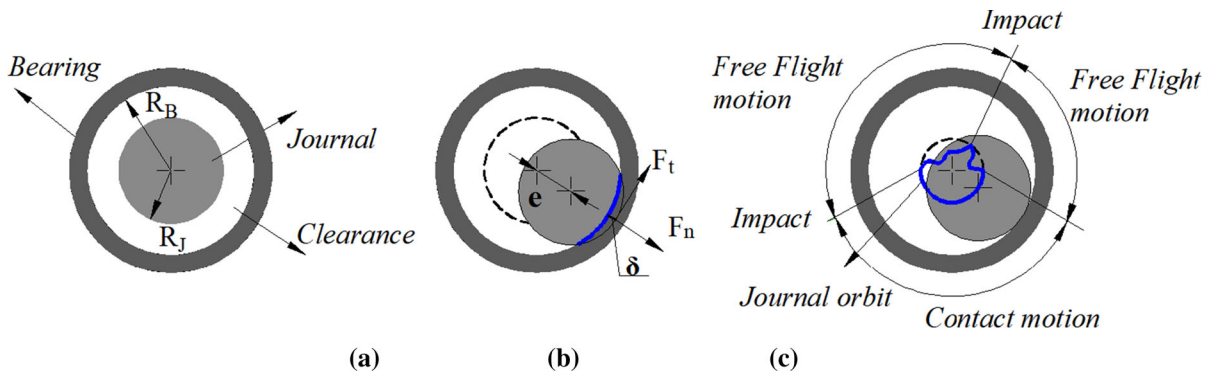 Bearing
R_B
Journal
R_J
Clearance
(a)
e
F_t
F_n
δ
(b)
Impact
Free Flight
motion
Free Flight
motion
Impact
Journal orbit
Contact motion
(c)